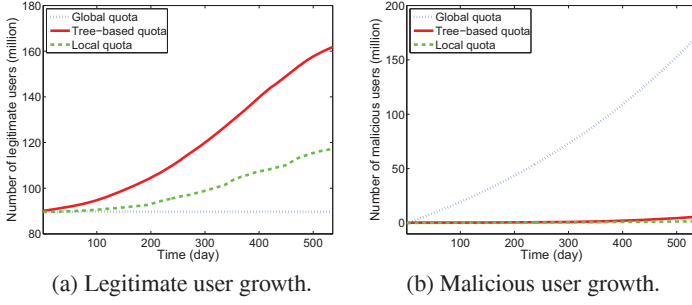 180
160
140
120
100
80
Number of legitimate users (million)
Global quota
Tree-based quota
Local quota
100 200 300 400 500
Time (day)
(a) Legitimate user growth.
200
150
100
50
0
Number of malicious users (million)
Global quota
Tree-based quota
Local quota
100 200 300 400 500
Time (day)
(b) Malicious user growth.